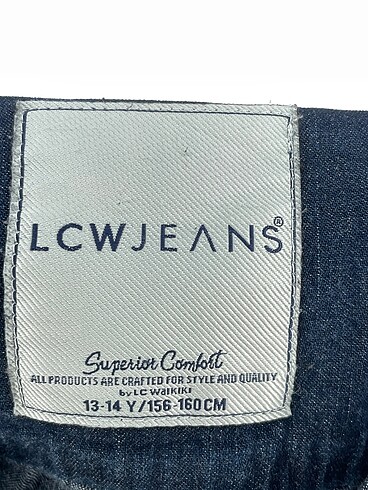 LCWJEANS®
Superior Comfort
ALL PRODUCTS ARE CRAFTED FOR STYLE AND QUALITY
by LC WaiKiKi
13-14 Y/156-160CM